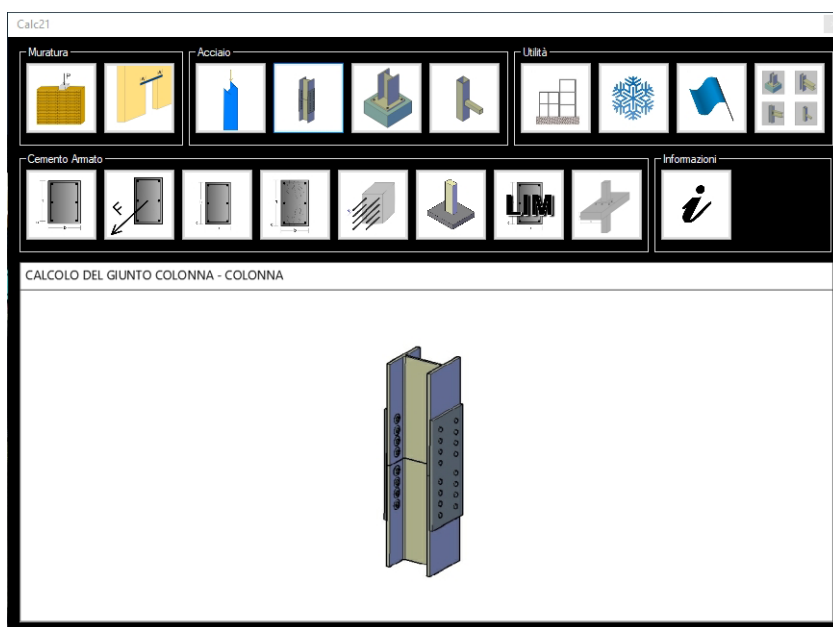 Calc21
Muratura
Acciaio
Utilità
P
A A
Cemento Armato
Informazioni
F
LIM
i
CALCOLO DEL GIUNTO COLONNA - COLONNA